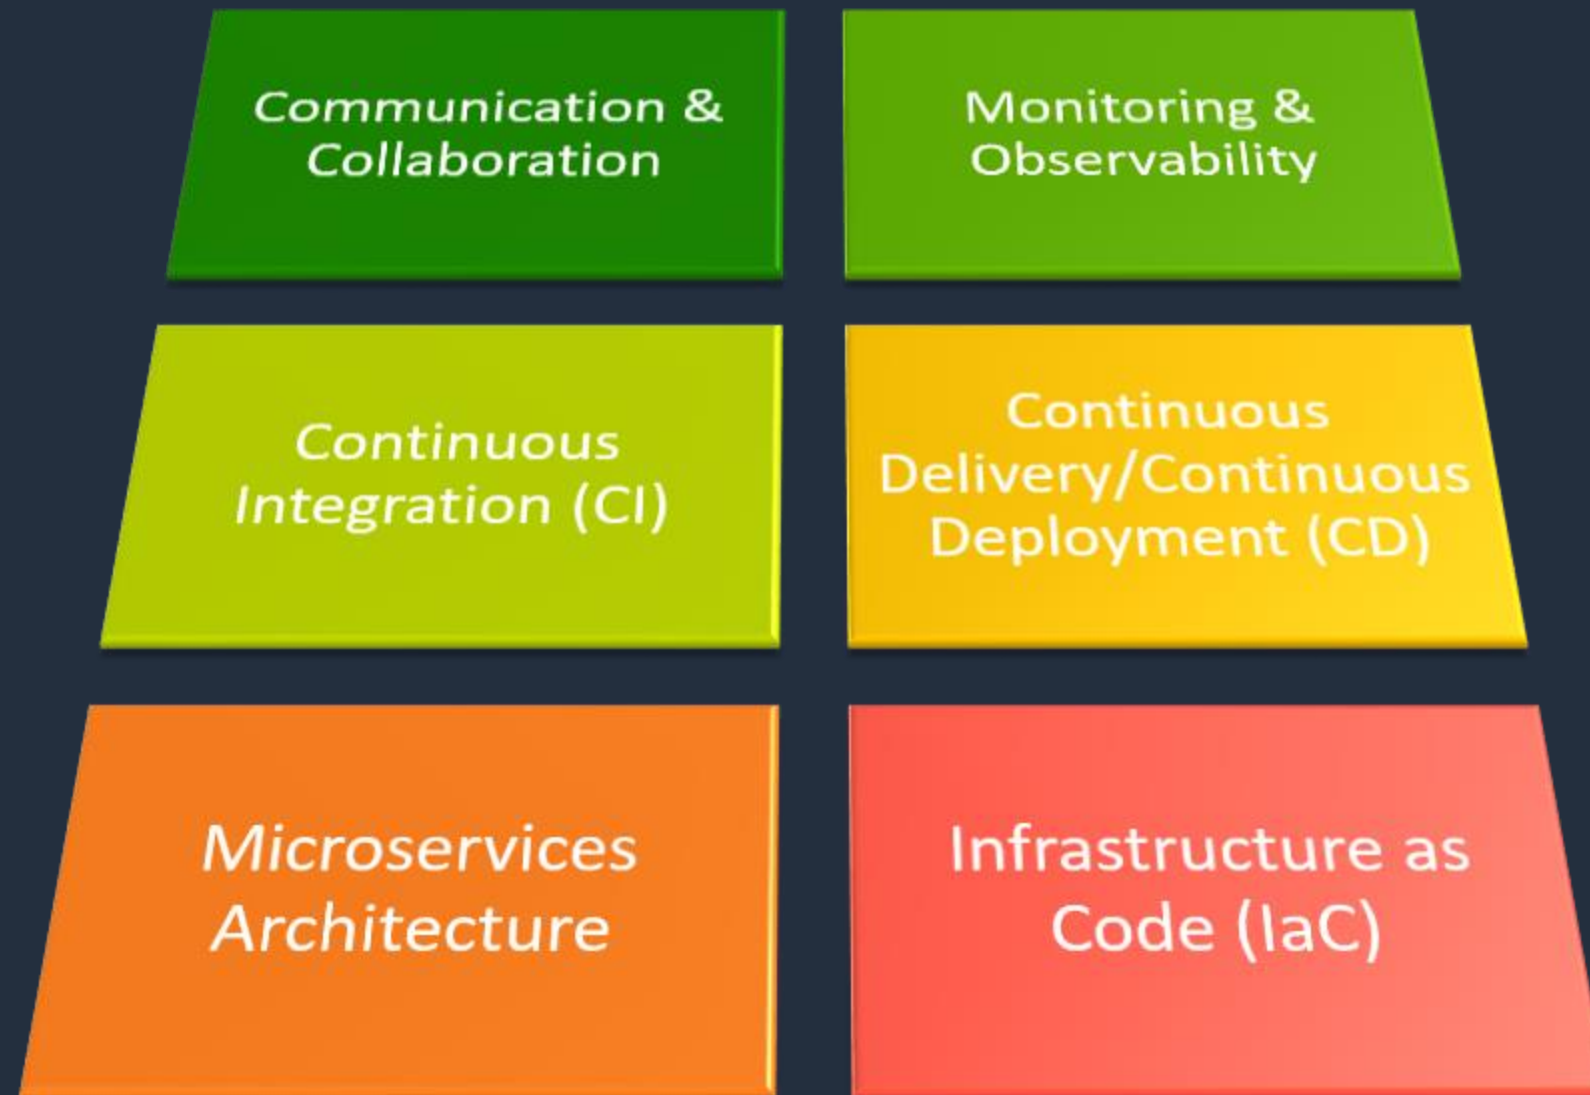 Communication &
Collaboration
Monitoring &
Observability
Continuous
Integration (CI)
Continuous
Delivery/Continuous
Deployment (CD)
Microservices
Architecture
Infrastructure as
Code (IaC)